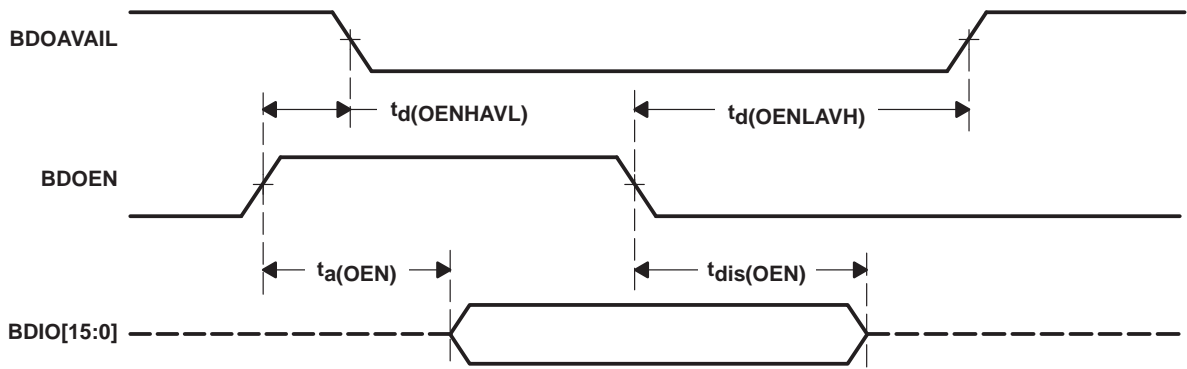 BDOAVAIL
td(OENHAVL)
td(OENLAVH)
BDOEN
ta(OEN)
tdis(OEN)
BDIO[15:0]